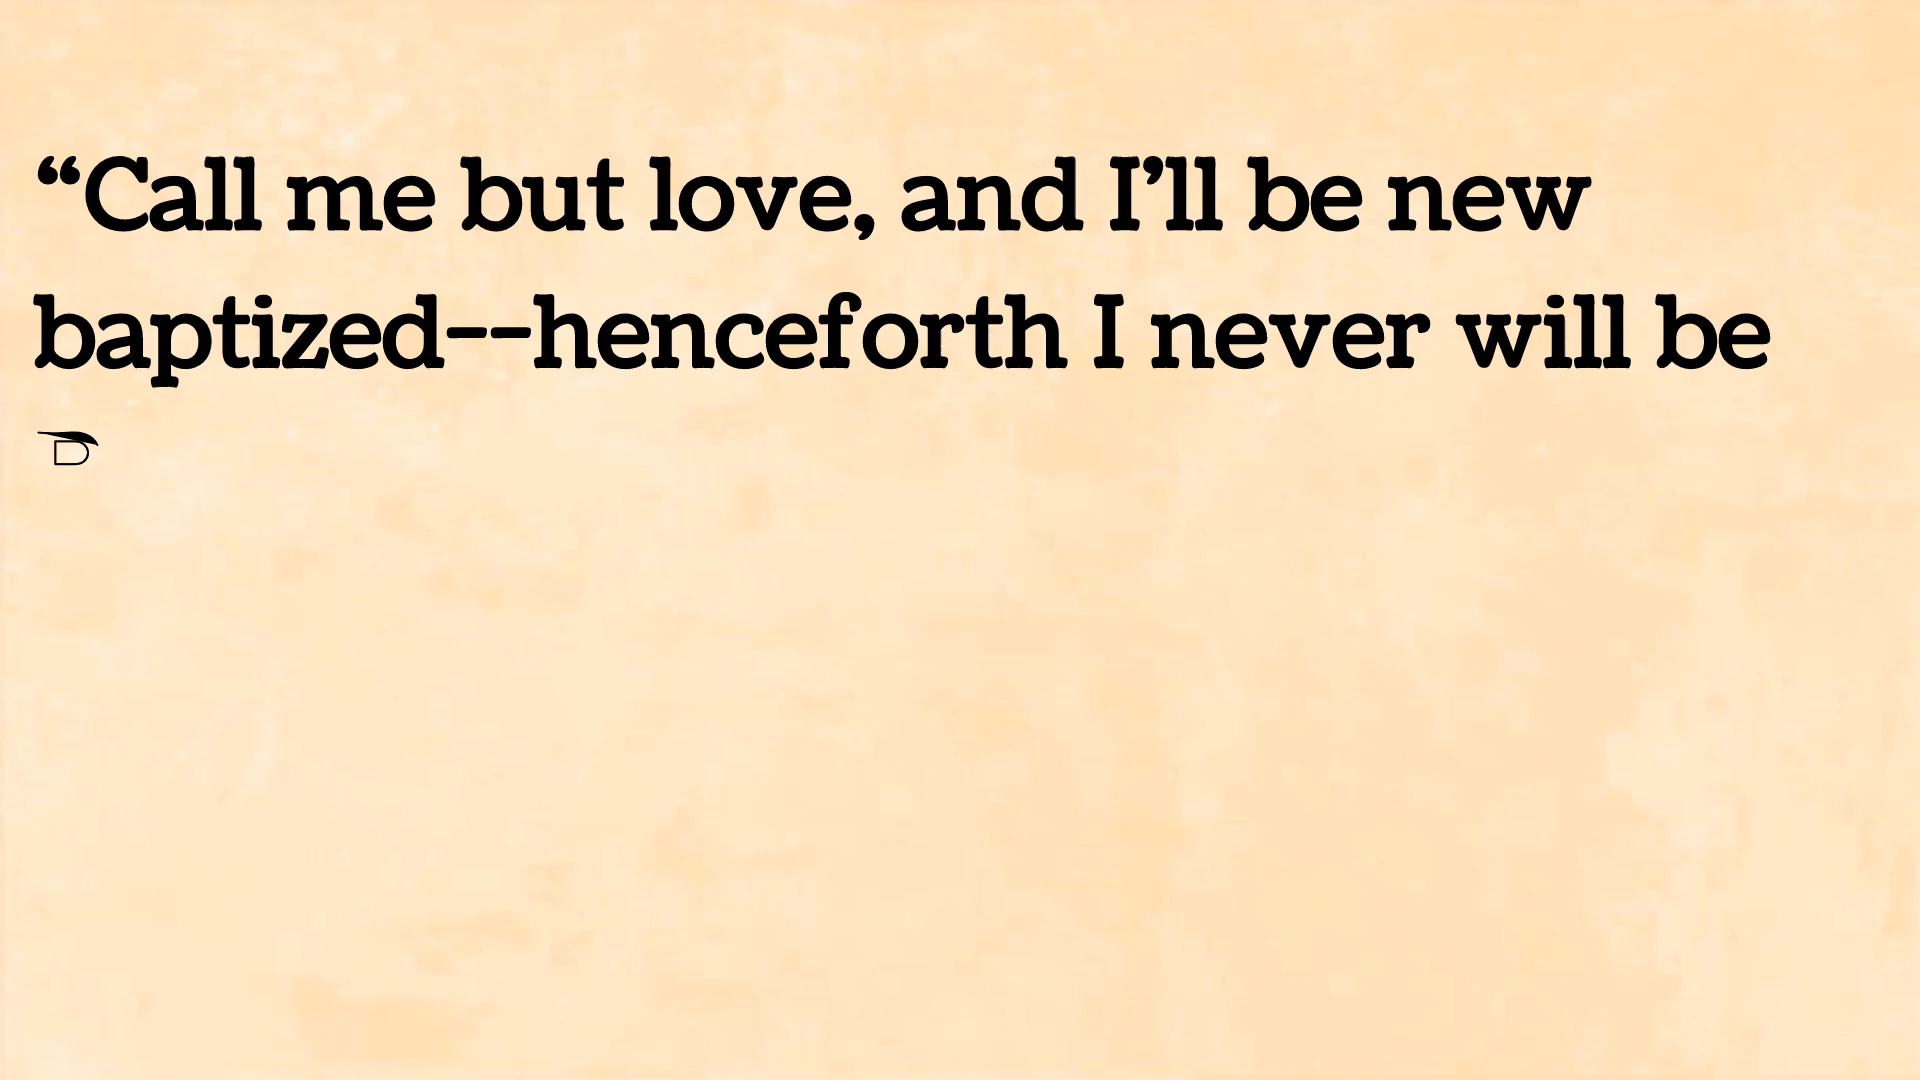 “Call me but love, and I’ll be new
baptized--henceforth I never will be